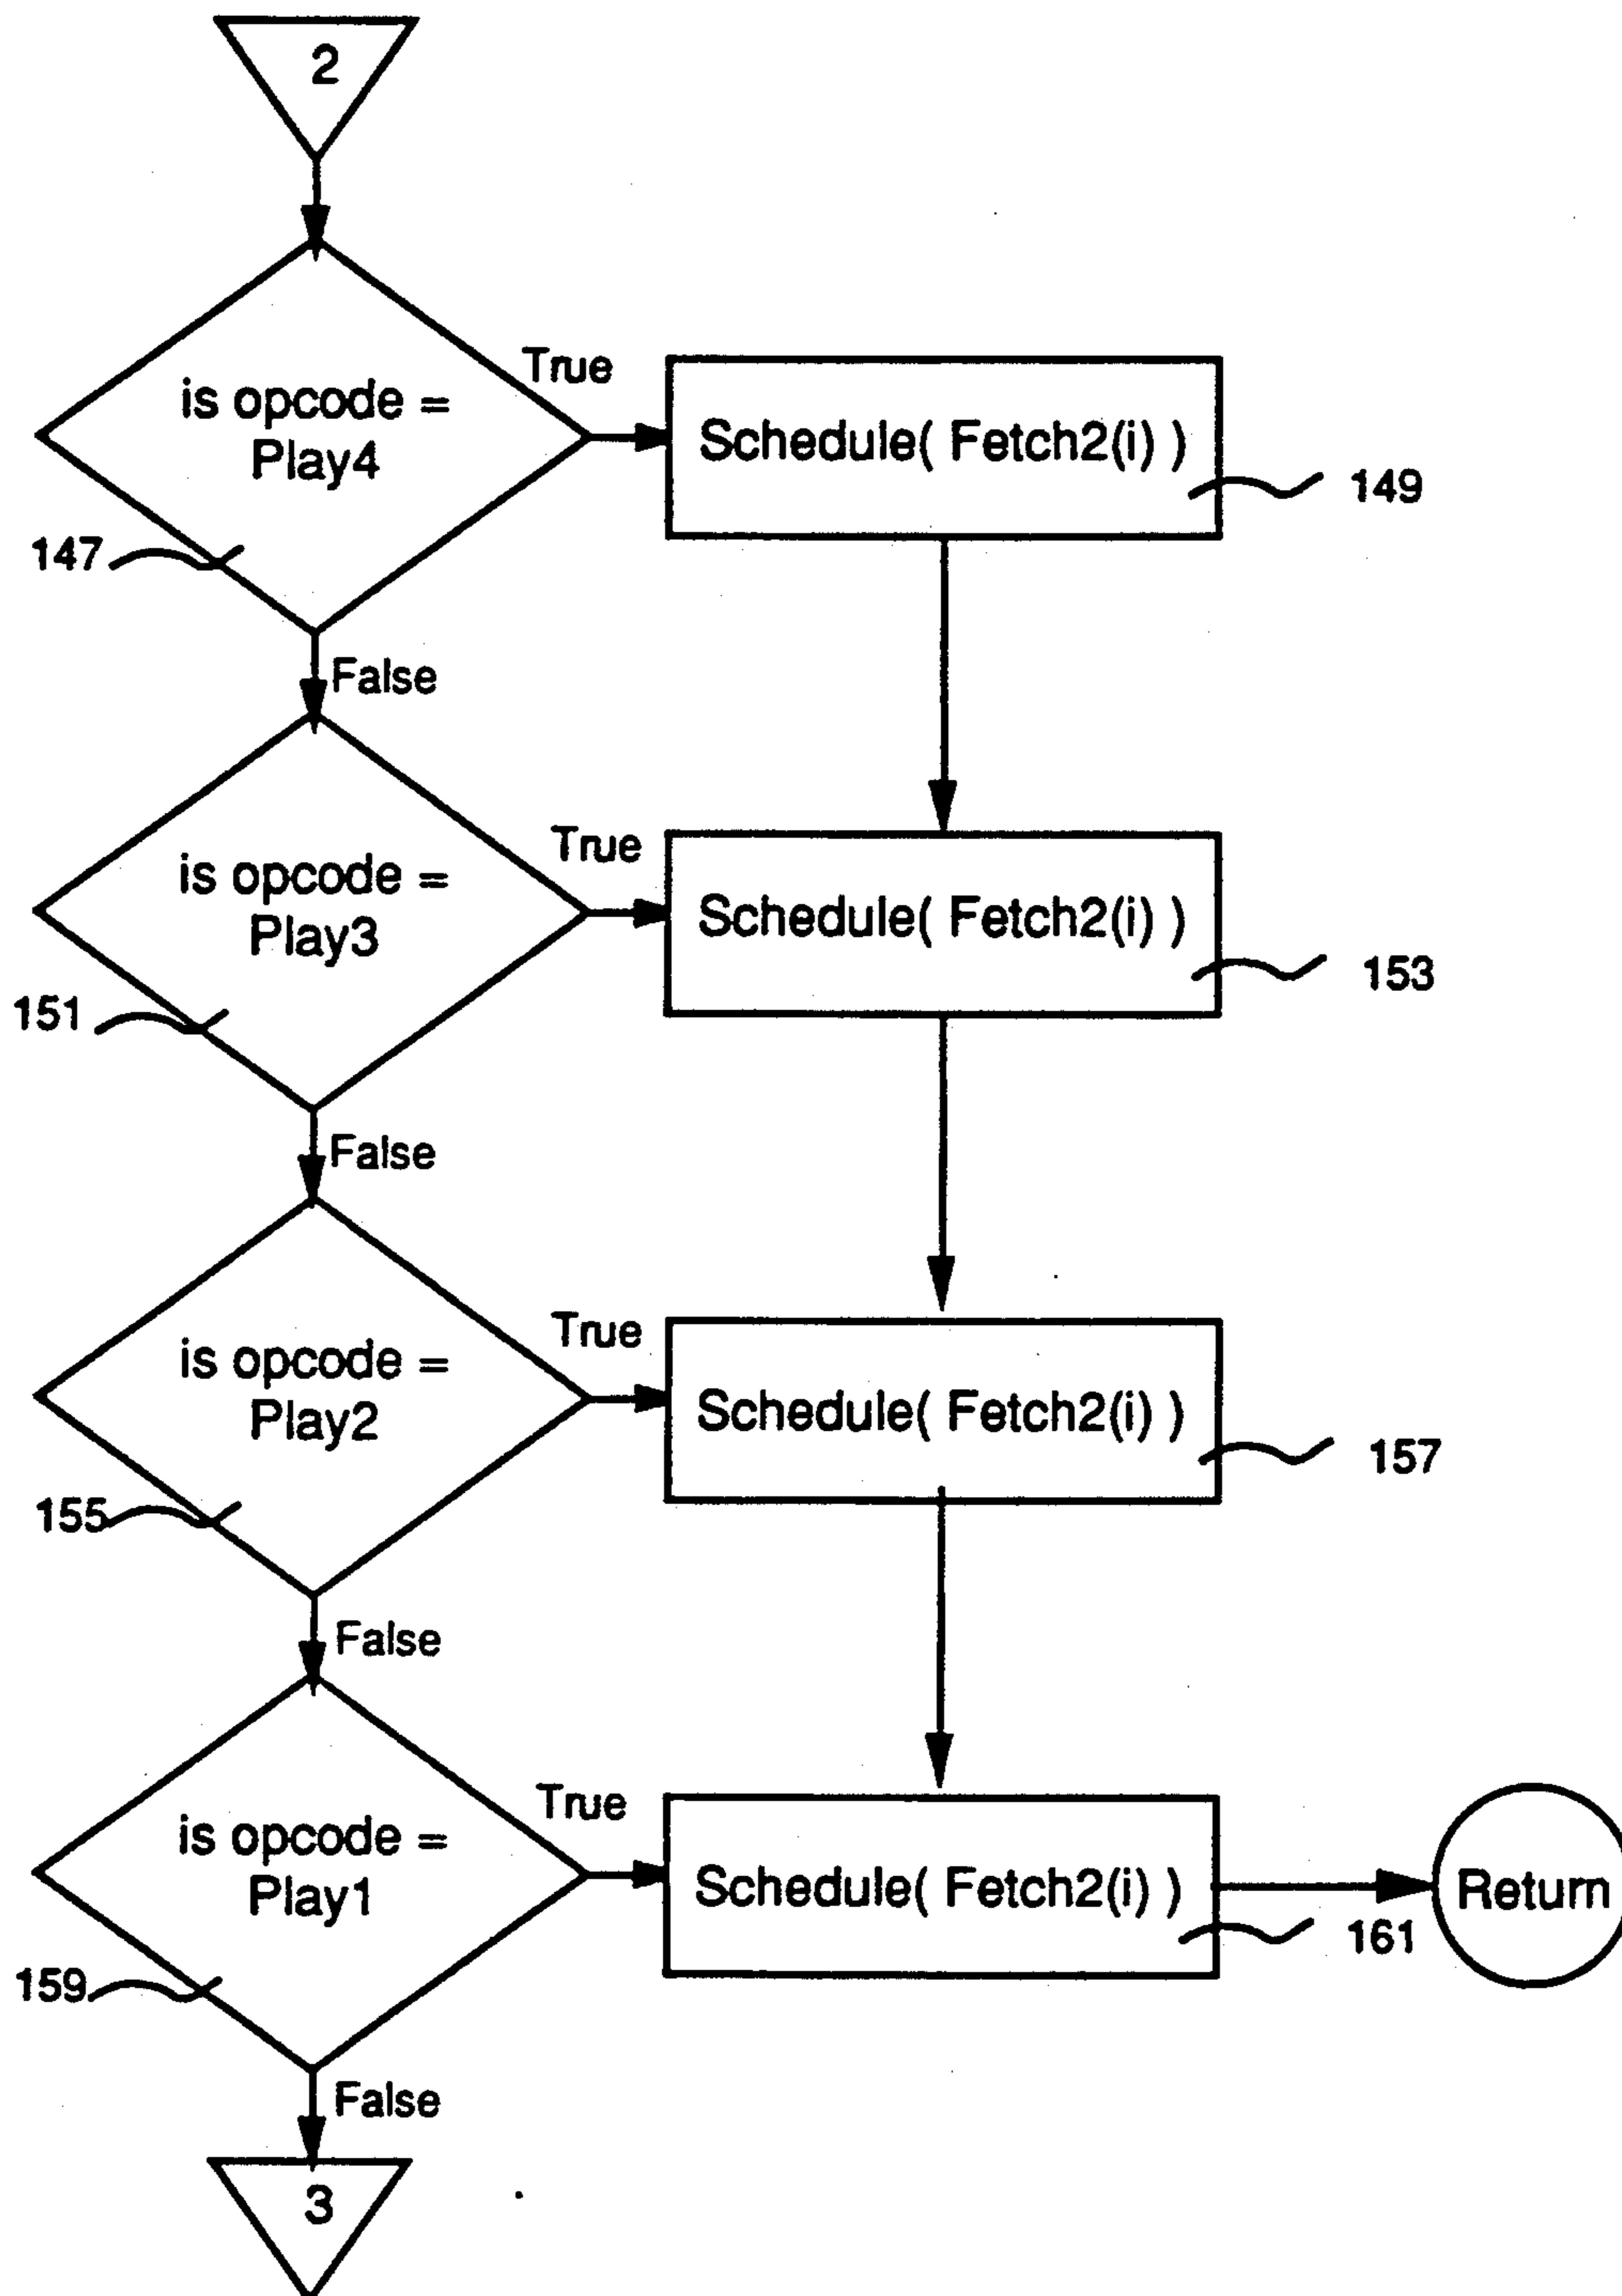 2
is opcode =
Play4
True
Schedule( Fetch2(i) )
149
147
False
is opcode =
Play3
True
Schedule( Fetch2(i) )
153
151
False
is opcode =
Play2
True
Schedule( Fetch2(i) )
157
155
False
is opcode =
Play1
True
Schedule( Fetch2(i) )
161
Return
159
False
3